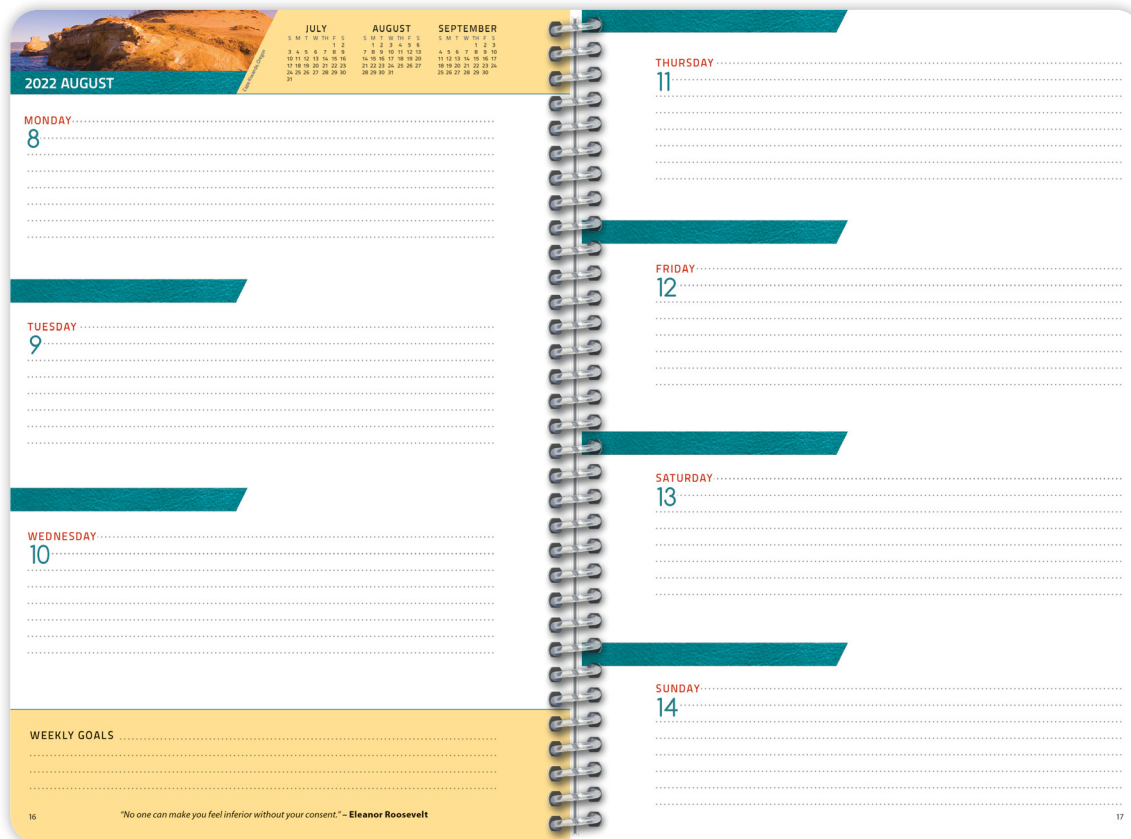 JULY
S M T W TH F S
1 2
3 4 5 6 7 8 9
10 11 12 13 14 15 16
17 18 19 20 21 22 23
24 25 26 27 28 29 30
31
AUGUST
S M T W TH F S
1 2 3 4 5 6
7 8 9 10 11 12 13
14 15 16 17 18 19 20
21 22 23 24 25 26 27
28 29 30 31
SEPTEMBER
S M T W TH F S
1 2 3
4 5 6 7 8 9 10
11 12 13 14 15 16 17
18 19 20 21 22 23 24
25 26 27 28 29 30
Cape Kiwanda, Oregon
2022 AUGUST
MONDAY
8
TUESDAY
9
WEDNESDAY
10
WEEKLY GOALS
16
"No one can make you feel inferior without your consent." – Eleanor Roosevelt
THURSDAY
11
FRIDAY
12
SATURDAY
13
SUNDAY
14
17